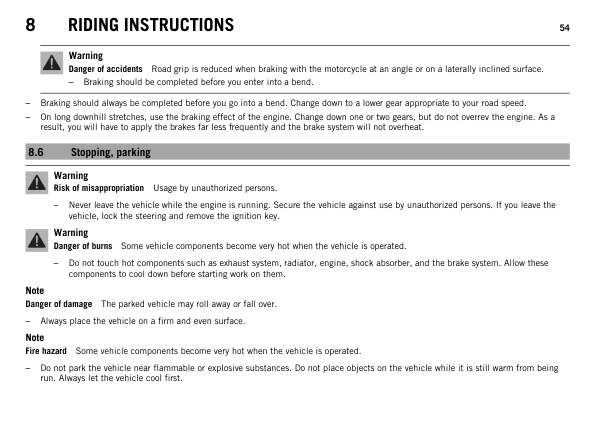 8 RIDING INSTRUCTIONS 54
Warning
Danger of accidents Road grip is reduced when braking with the motorcycle at an angle or on a laterally inclined surface.
– Braking should be completed before you enter into a bend.
– Braking should always be completed before you go into a bend. Change down to a lower gear appropriate to your road speed.
– On long downhill stretches, use the braking effect of the engine. Change down one or two gears, but do not overrev the engine. As a
result, you will have to apply the brakes far less frequently and the brake system will not overheat.
8.6 Stopping, parking
Warning
Risk of misappropriation Usage by unauthorized persons.
– Never leave the vehicle while the engine is running. Secure the vehicle against use by unauthorized persons. If you leave the
vehicle, lock the steering and remove the ignition key.
Warning
Danger of burns Some vehicle components become very hot when the vehicle is operated.
– Do not touch hot components such as exhaust system, radiator, engine, shock absorber, and the brake system. Allow these
components to cool down before starting work on them.
Note
Danger of damage The parked vehicle may roll away or fall over.
– Always place the vehicle on a firm and even surface.
Note
Fire hazard Some vehicle components become very hot when the vehicle is operated.
– Do not park the vehicle near flammable or explosive substances. Do not place objects on the vehicle while it is still warm from being
run. Always let the vehicle cool first.